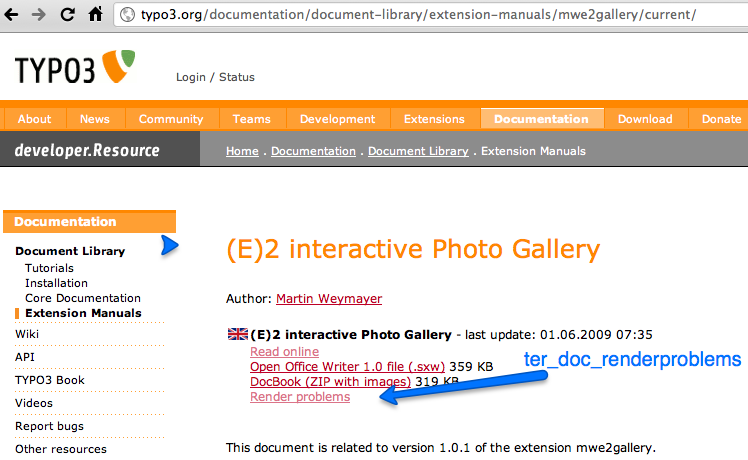 typo3.org/documentation/document-library/extension-manuals/mwe2gallery/current/
TYPO3
Login / Status
About News Community Teams Development Extensions Documentation Download Donate
developer.Resource
Home . Documentation . Document Library . Extension Manuals
Documentation
Document Library
Tutorials
Installation
Core Documentation
Extension Manuals
Wiki
API
TYPO3 Book
Videos
Report bugs
Other resources
(E)2 interactive Photo Gallery
Author: Martin Weymayer
(E)2 interactive Photo Gallery - last update: 01.06.2009 07:35
Read online
Open Office Writer 1.0 file (.sxw) 359 KB
DocBook (ZIP with images) 319 KB
Render problems
ter_doc_renderproblems
This document is related to version 1.0.1 of the extension mwe2gallery.